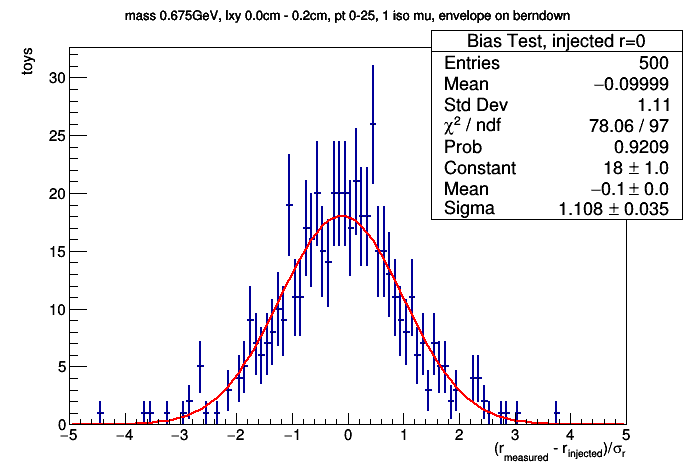 mass 0.675GeV, lxy 0.0cm - 0.2cm, pt 0-25, 1 iso mu, envelope on berndown
Bias Test, injected r=0
Entries 500
Mean −0.09999
Std Dev 1.11
χ² / ndf 78.06 / 97
Prob 0.9209
Constant 18 ± 1.0
Mean −0.1 ± 0.0
Sigma 1.108 ± 0.035
toys
30
25
20
15
10
5
0
−5 −4 −3 −2 −1 0 1 2 3 4 5
(r_measured - r_injected)/σ_r